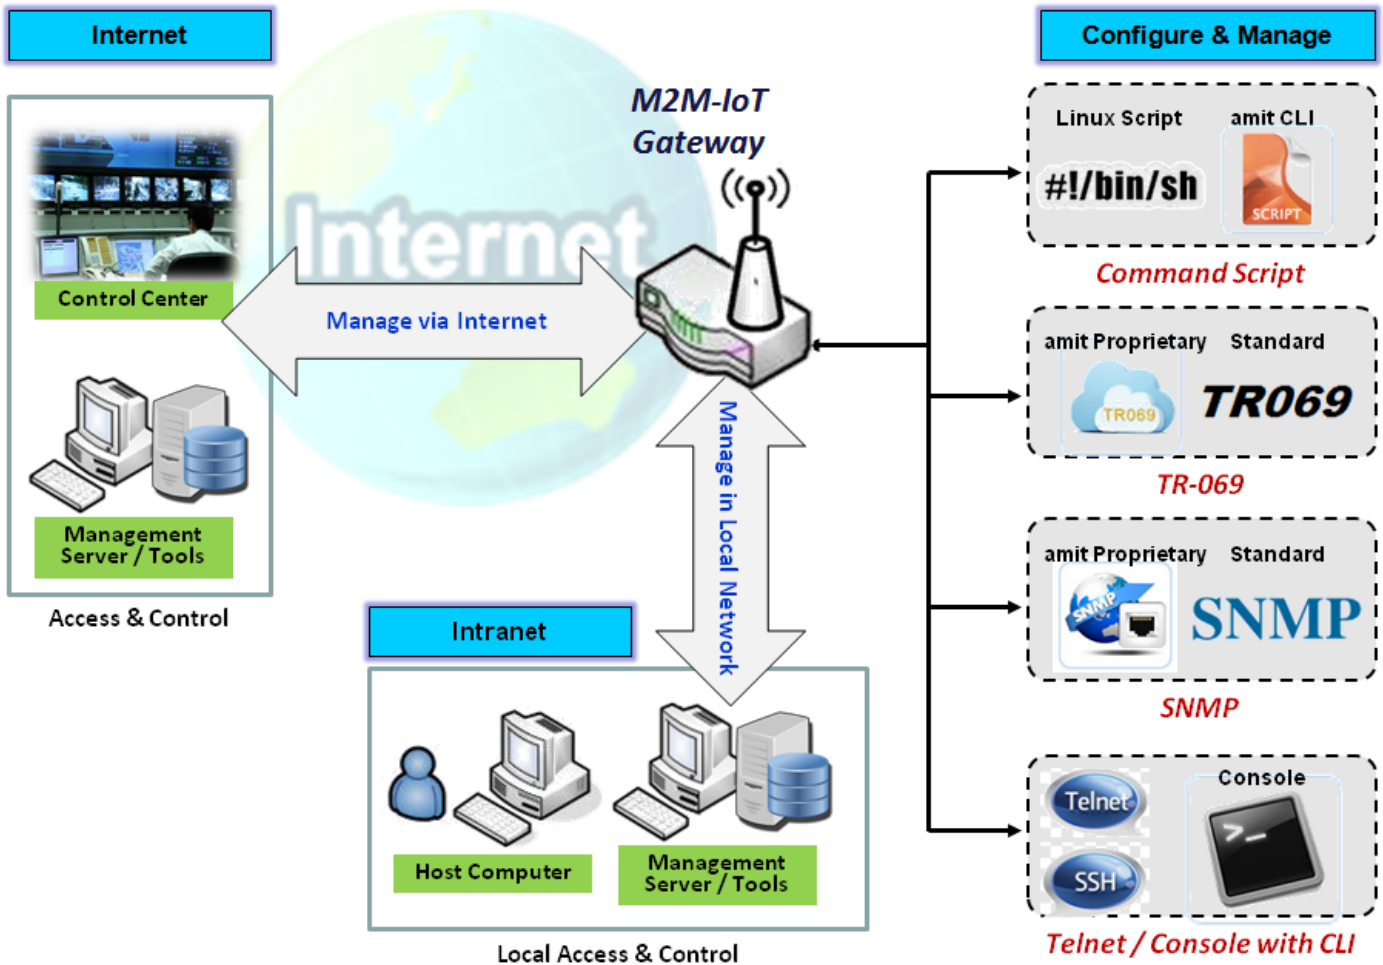 Internet
Control Center
Management
Server / Tools
Access & Control
Internet
M2M-IoT
Gateway
Manage via Internet
Manage in Local Network
Intranet
Host Computer
Management
Server / Tools
Local Access & Control
Configure & Manage
Linux Script amit CLI
#!/bin/sh SCRIPT
Command Script
amit Proprietary Standard
TR069 TR069
TR-069
amit Proprietary Standard
SNMP SNMP
SNMP
Telnet Console
>_
SSH
Telnet / Console with CLI